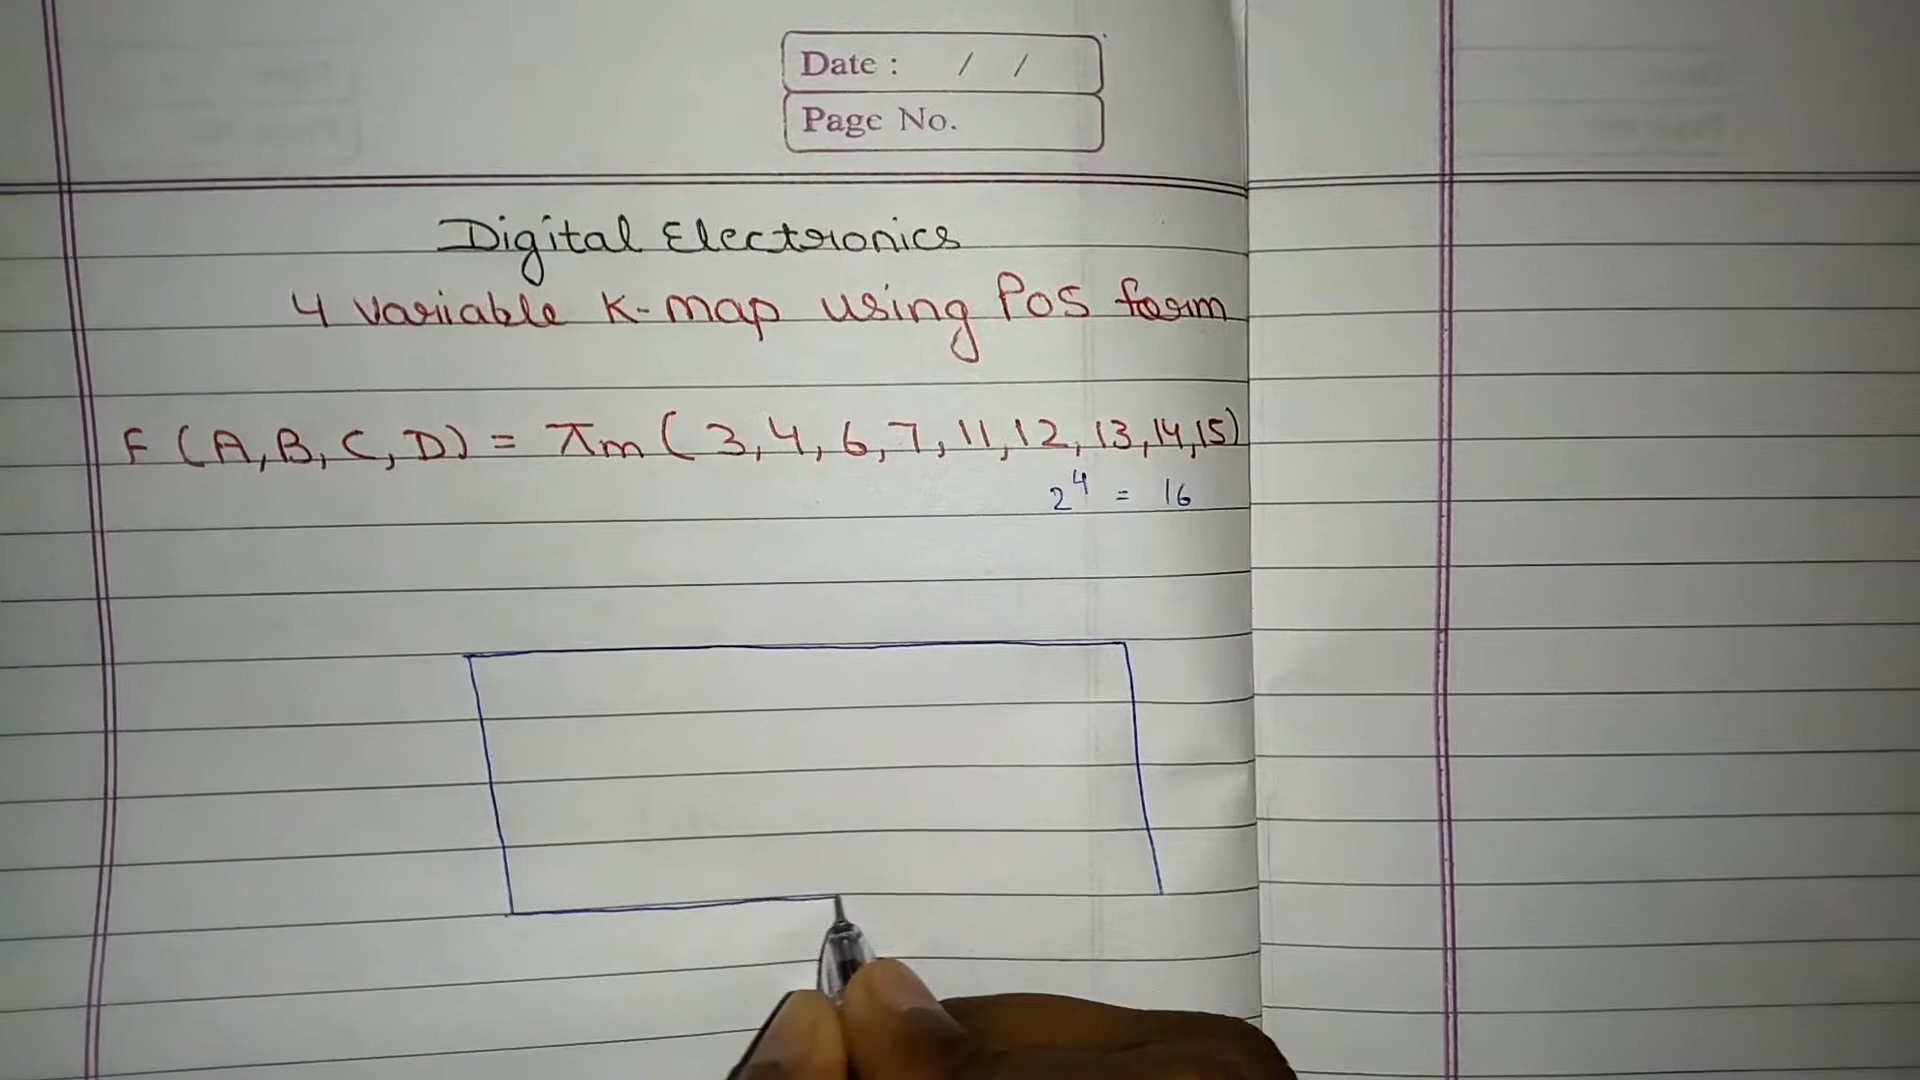 Date : / /
Page No.
Digital Electronics
4 variable K-map using POS form
F (A, B, C, D) = πm ( 3, 4, 6, 7, 11, 12, 13, 14, 15)
2⁴ = 16